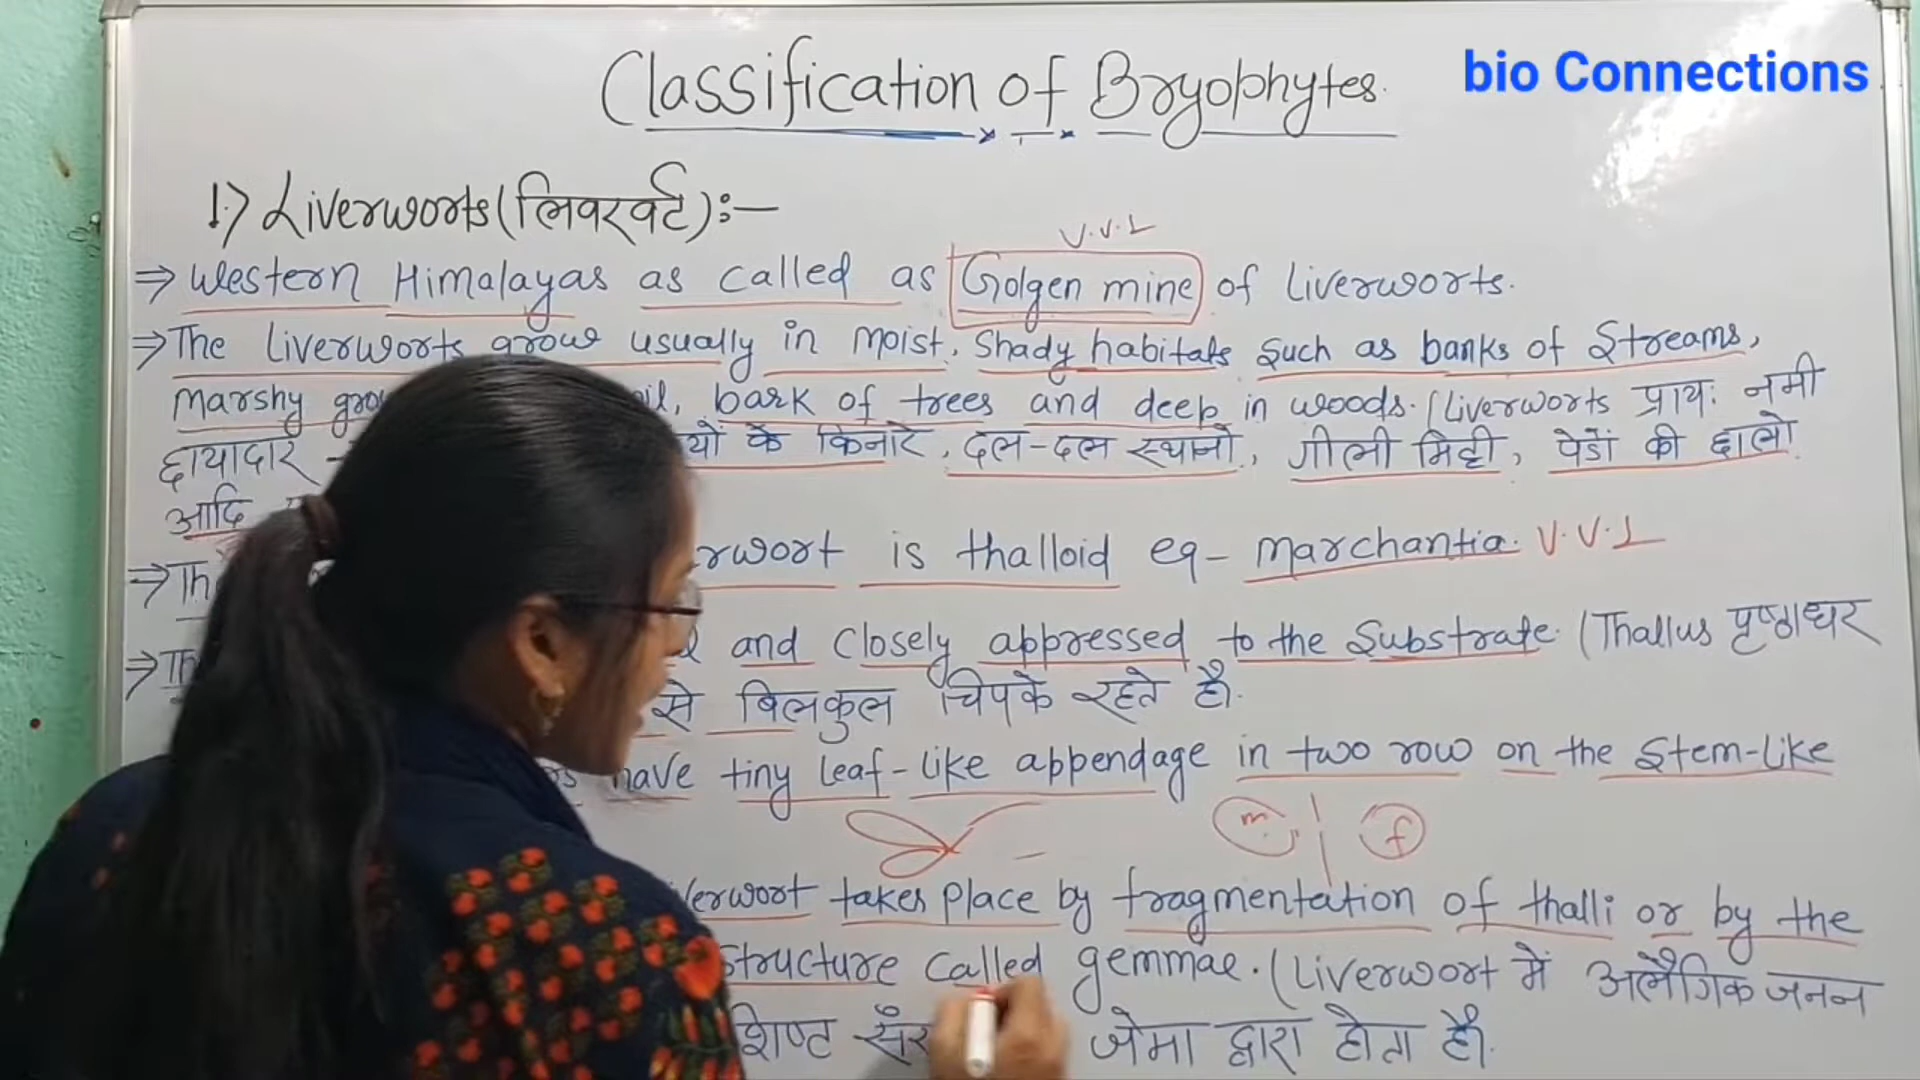 Classification of Bryophytes.
bio Connections
1.) Liverworts (लिवरवर्ट) :-
V.V.I
⇒ Western Himalayas as called as Golgen mine of liverworts.
⇒ The liverworts grow usually in moist, shady habitats such as banks of streams,
Marshy bark of trees and deep in woods. (Liverworts प्रायः नमी
छायादार के किनारे, दल-दल स्थानों, गीली मिट्टी, पेडों की छालो
आदि
is thalloid eg- Marchantia. V.V.I
and closely appressed to the substrate. (Thallus पृष्ठाधर
से बिलकुल चिपके रहते है।
have tiny leaf-like appendage in two row on the stem-like
m f
takes place by fragmentation of thalli or by the
structure called gemmae. (Liverwort में अलैंगिक जनन
जेमा द्वारा होता है।